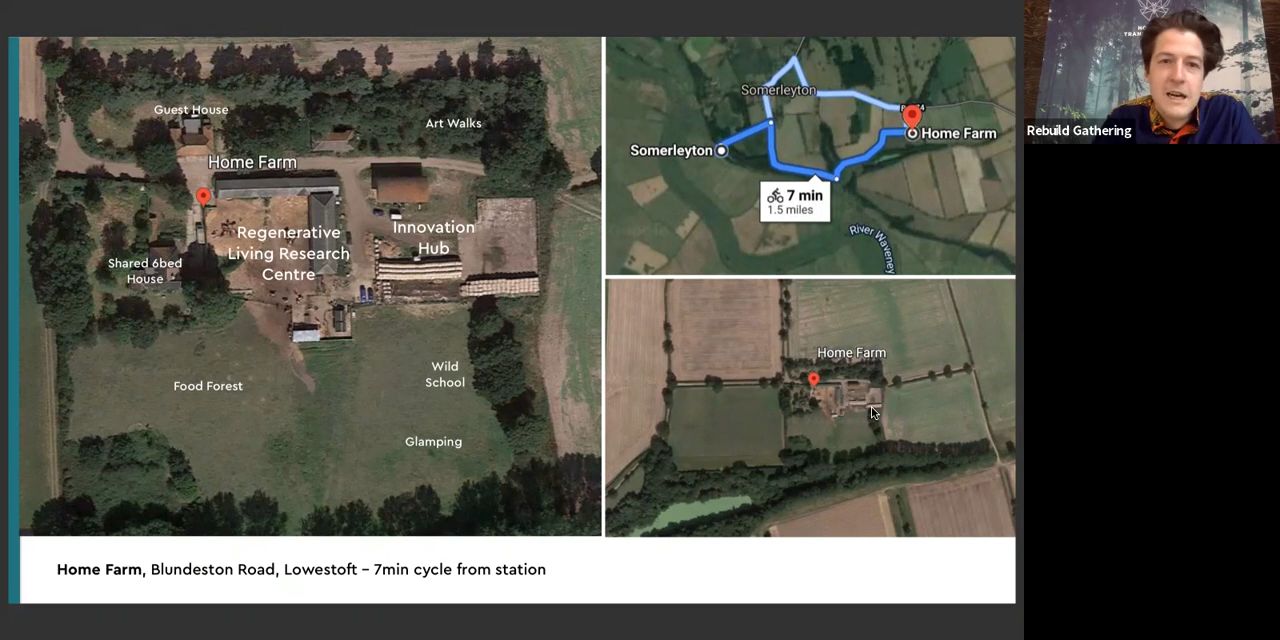 Guest House
Art Walks
Home Farm
Regenerative
Living Research
Centre
Innovation
Hub
Shared 6bed
House
Food Forest
Wild
School
Glamping
Somerleyton
Somerleyton
Home Farm
7 min
1.5 miles
River Waveney
Home Farm
Home Farm, Blundeston Road, Lowestoft – 7min cycle from station
Rebuild Gathering